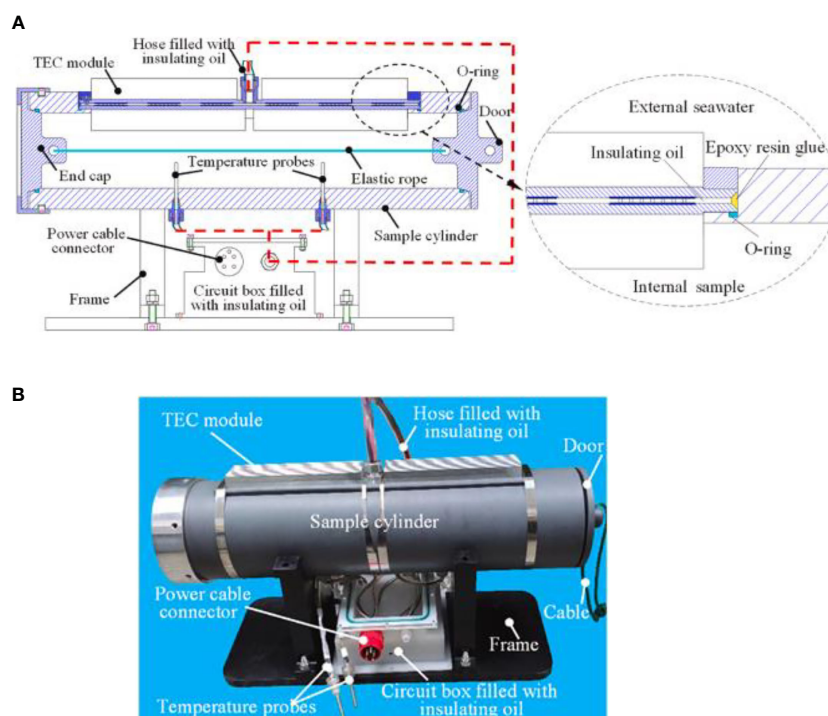 A
Hose filled with
insulating oil
TEC module
O-ring
Door
End cap
Temperature probes
Elastic rope
Power cable
connector
Sample cylinder
Frame
Circuit box filled
with insulating oil
External seawater
Insulating oil
Epoxy resin glue
O-ring
Internal sample
B
TEC module
Hose filled with
insulating oil
Door
Sample cylinder
Power cable
connector
Cable
Frame
Temperature probes
Circuit box filled with
insulating oil